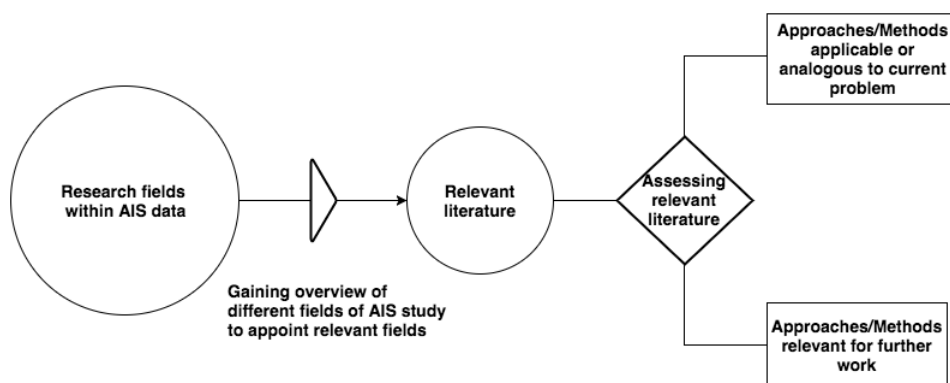 Approaches/Methods
applicable or
analogous to current
problem
Research fields
within AIS data
Relevant
literature
Assessing
relevant
literature
Gaining overview of
different fields of AIS study
to appoint relevant fields
Approaches/Methods
relevant for further
work